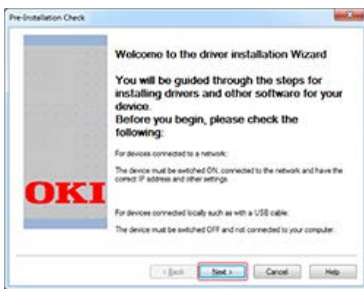 Pre-Installation Check
Welcome to the driver installation Wizard
You will be guided through the steps for
installing drivers and other software for your
device.
Before you begin, please check the
following:
For devices connected to a network:
The device must be switched ON, connected to the network and have the
correct IP address and other settings.
OKI
For devices connected locally such as with a USB cable:
The device must be switched OFF and not connected to your computer.
< Back Next > Cancel Help